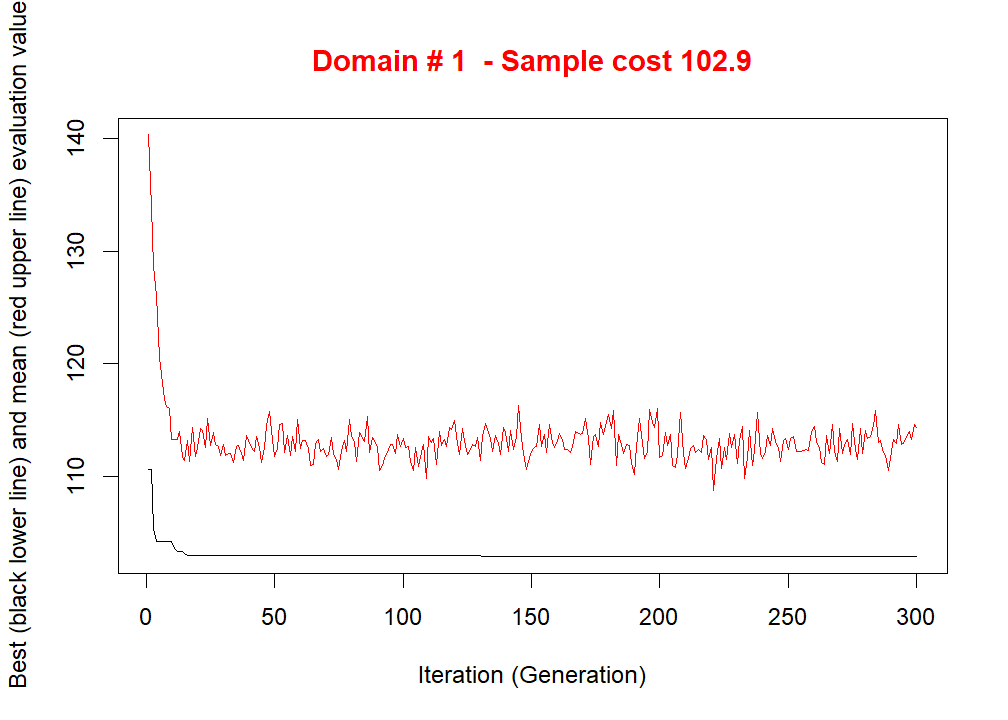 Domain # 1  - Sample cost 102.9
Best (black lower line) and mean (red upper line) evaluation value
140
130
120
110
0 50 100 150 200 250 300
Iteration (Generation)